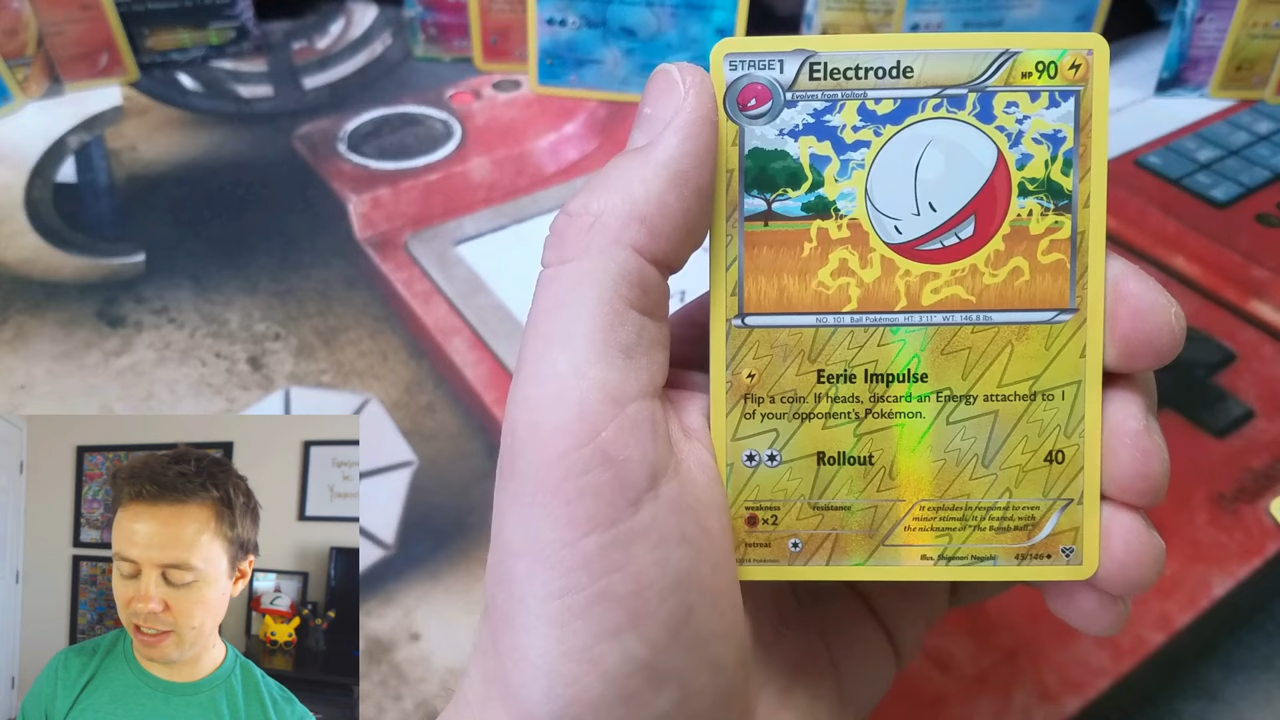 STAGE1
Electrode
HP 90
Evolves from Voltorb
NO. 101 Ball Pokémon HT: 3'11" WT: 146.8 lbs.
Eerie Impulse
Flip a coin. If heads, discard an Energy attached to 1
of your opponent's Pokémon.
Rollout 40
weakness resistance
×2
retreat
It explodes in response to even
minor stimuli. It is feared, with
the nickname of "The Bomb Ball."
Illus. Shigenori Negishi
45/146
2014 Pokémon